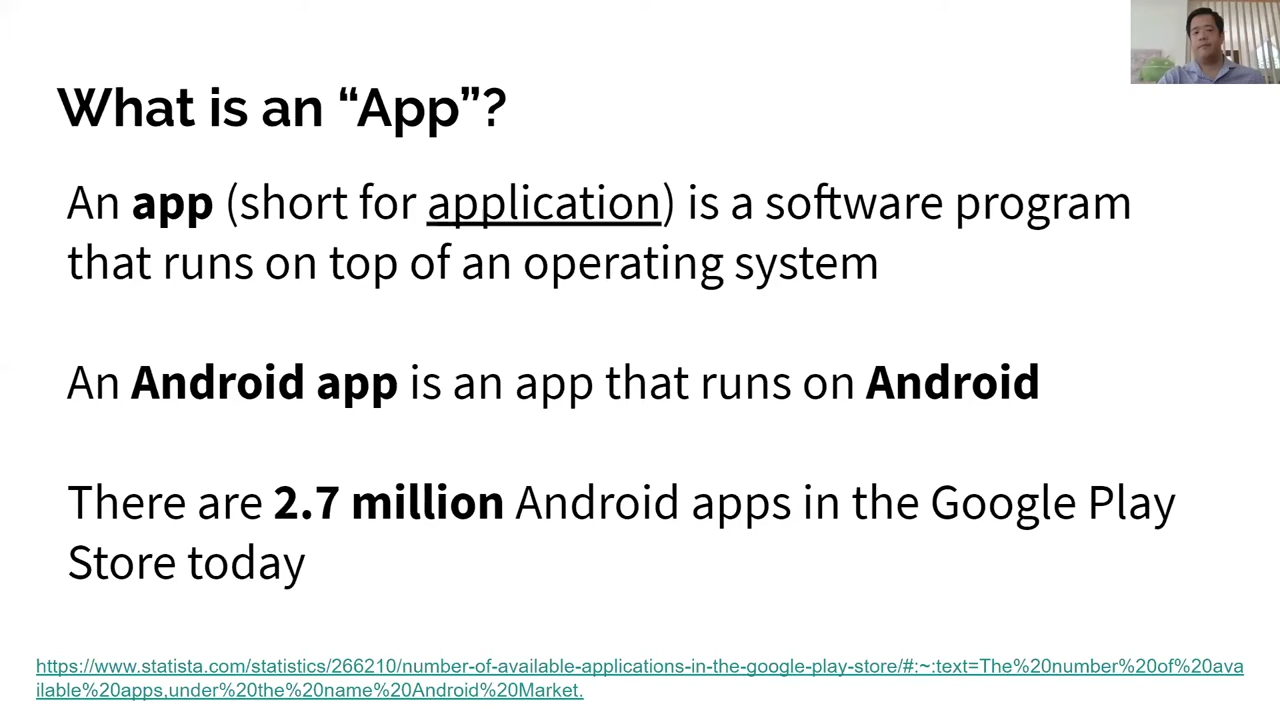 What is an “App”?
An app (short for application) is a software program
that runs on top of an operating system
An Android app is an app that runs on Android
There are 2.7 million Android apps in the Google Play
Store today
https://www.statista.com/statistics/266210/number-of-available-applications-in-the-google-play-store/#:~:text=The%20number%20of%20ava
ilable%20apps,under%20the%20name%20Android%20Market.